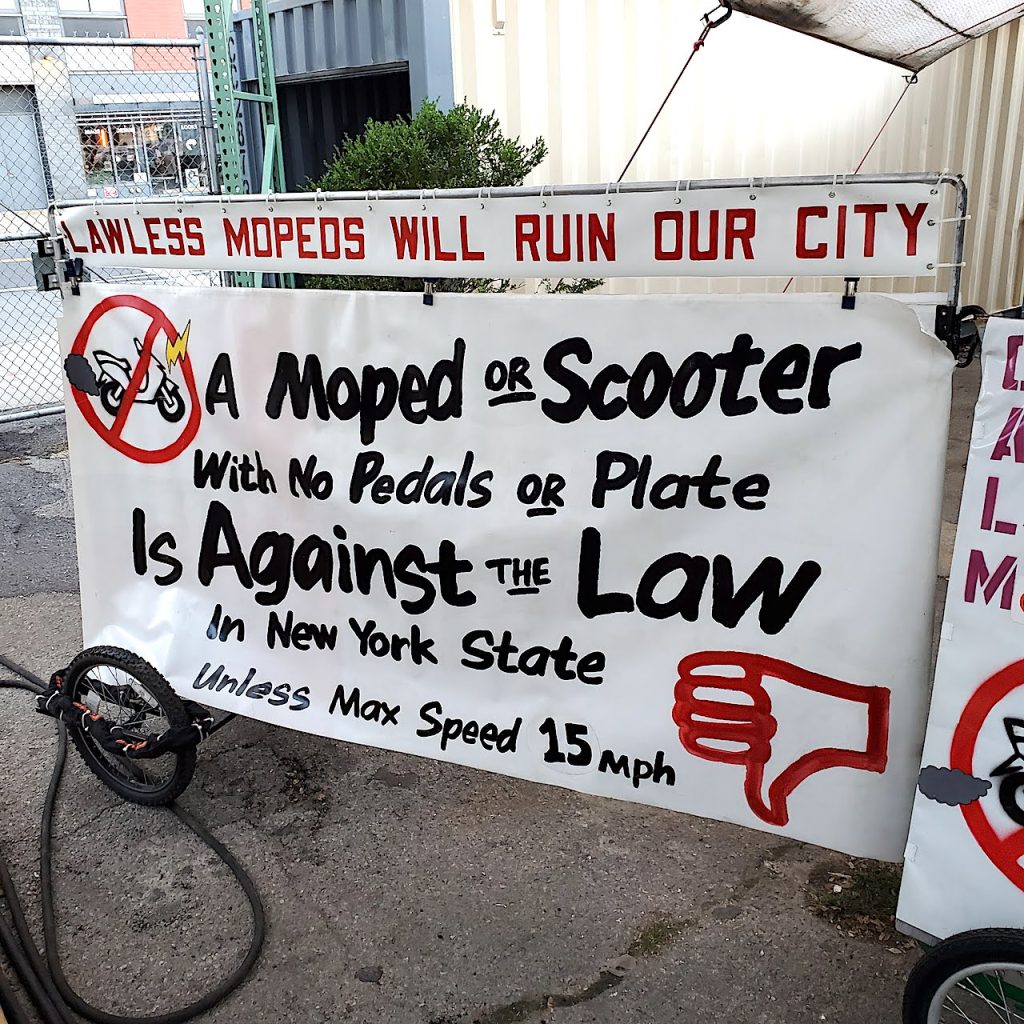 LAWLESS MOPEDS WILL RUIN OUR CITY
A Moped OR Scooter
With No Pedals OR Plate
Is Against THE Law
In New York State
Unless Max Speed 15 mph